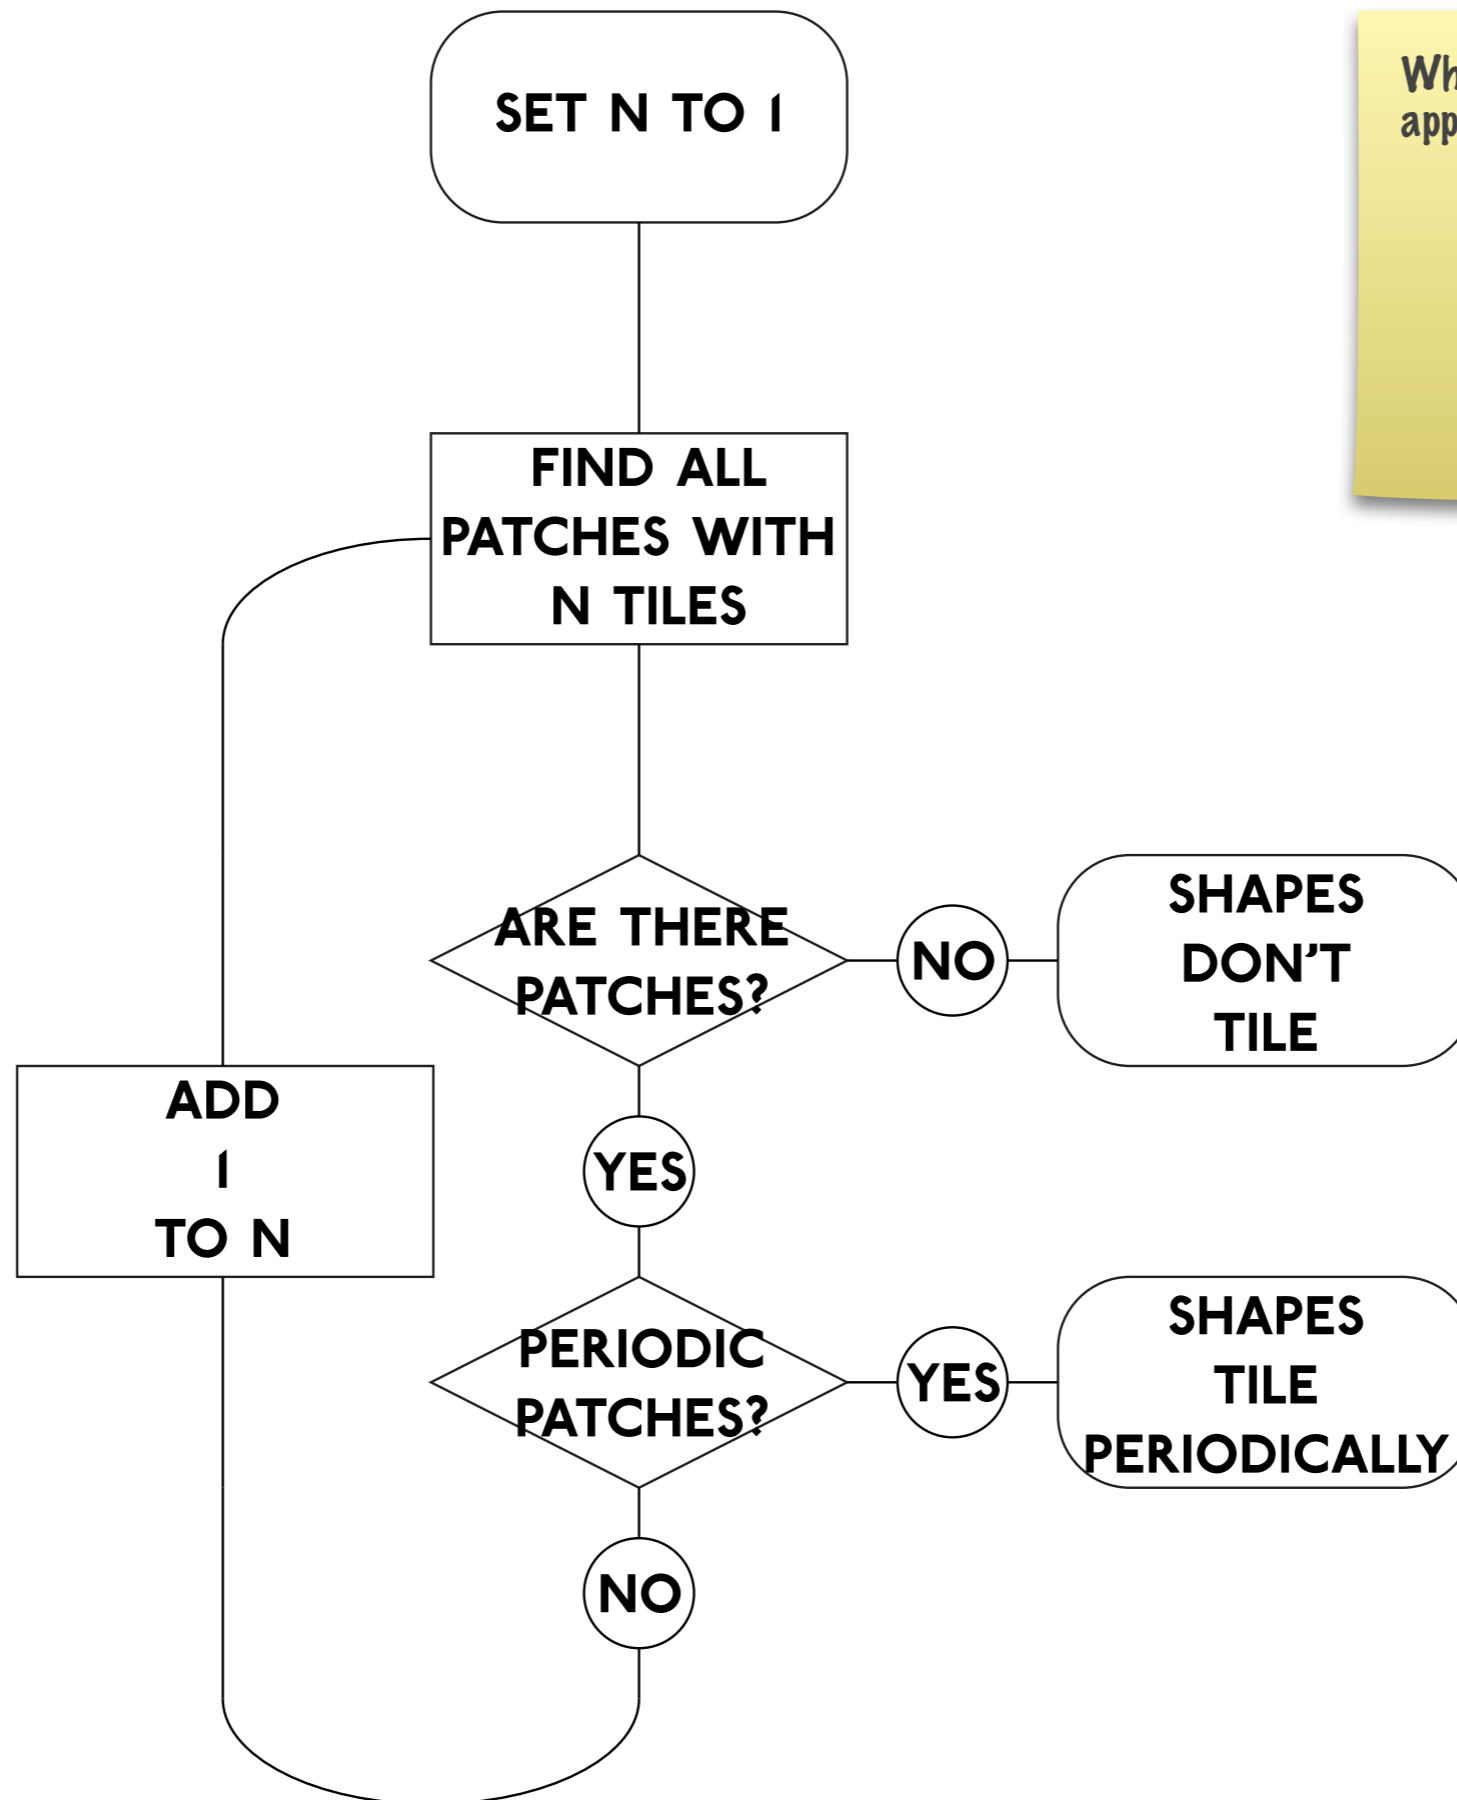 SET N TO 1
FIND ALL
PATCHES WITH
N TILES
ARE THERE
PATCHES?
NO
SHAPES
DON'T
TILE
ADD
1
TO N
YES
PERIODIC
PATCHES?
YES
SHAPES
TILE
PERIODICALLY
NO